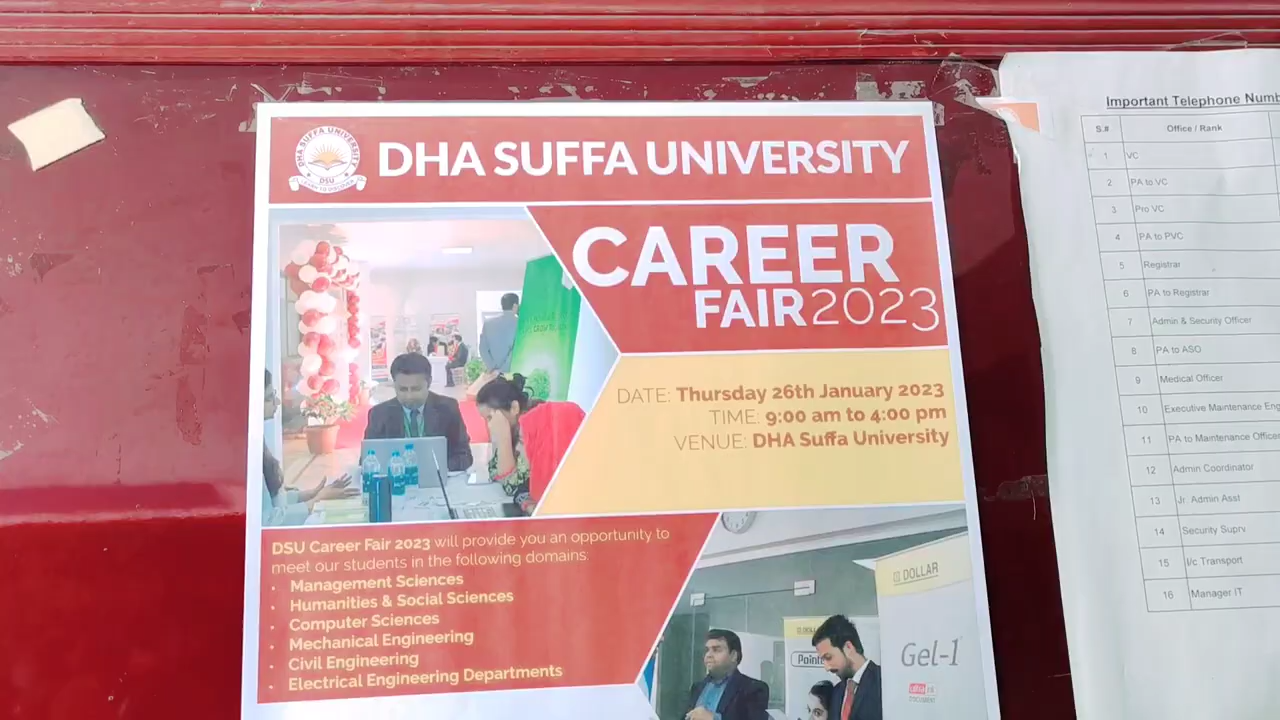 DHA SUFFA UNIVERSITY
DHA SUFFA UNIVERSITY
DSU
CAREER
FAIR 2023
DATE: Thursday 26th January 2023
TIME: 9:00 am to 4:00 pm
VENUE: DHA Suffa University
DSU Career Fair 2023 will provide you an opportunity to
meet our students in the following domains:
• Management Sciences
• Humanities & Social Sciences
• Computer Sciences
• Mechanical Engineering
• Civil Engineering
• Electrical Engineering Departments
DOLLAR
Gel-1
Important Telephone Numb
S.# Office / Rank
1 VC
2 PA to VC
3 Pro VC
4 PA to PVC
5 Registrar
6 PA to Registrar
7 Admin & Security Officer
8 PA to ASO
9 Medical Officer
10 Executive Maintenance Eng
11 PA to Maintenance Office
12 Admin Coordinator
13 Jr. Admin Asst
14 Security Suprv.
15 I/c Transport
16 Manager IT